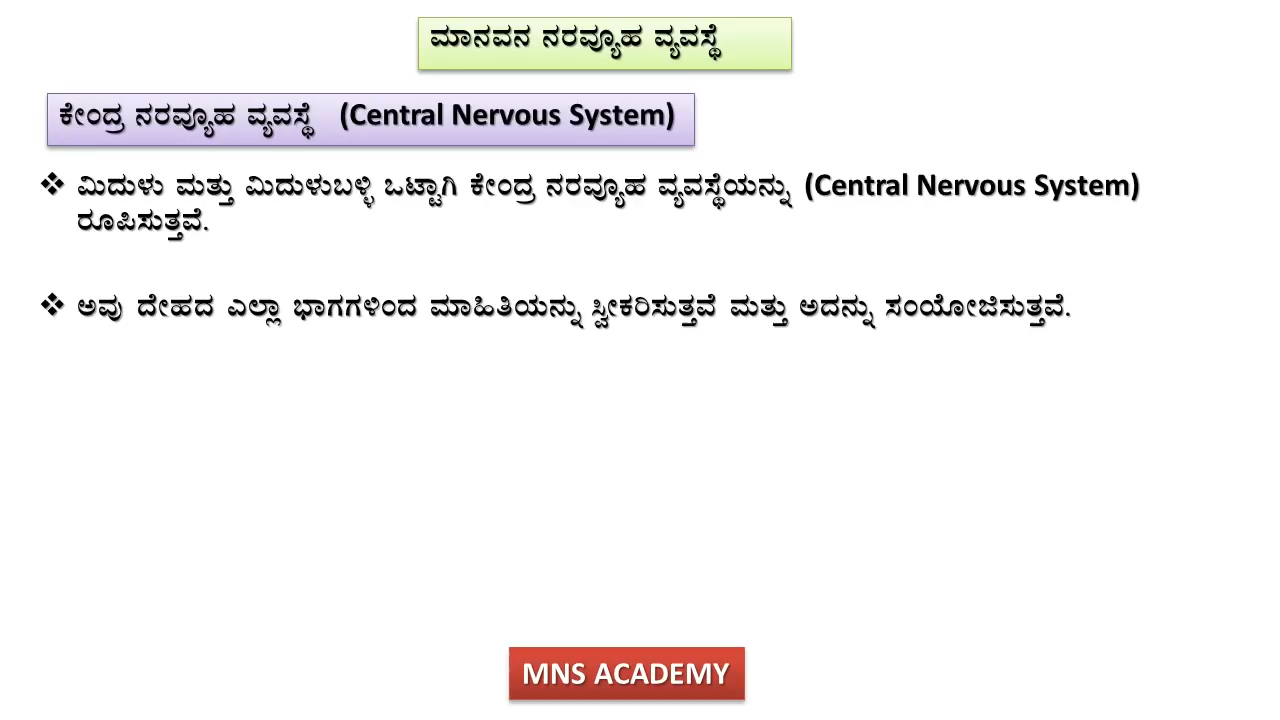 ಮಾನವನ ನರವ್ಯೂಹ ವ್ಯವಸ್ಥೆ
ಕೇಂದ್ರ ನರವ್ಯೂಹ ವ್ಯವಸ್ಥೆ (Central Nervous System)
❖ ಮಿದುಳು ಮತ್ತು ಮಿದುಳುಬಳ್ಳಿ ಒಟ್ಟಾಗಿ ಕೇಂದ್ರ ನರವ್ಯೂಹ ವ್ಯವಸ್ಥೆಯನ್ನು (Central Nervous System)
ರೂಪಿಸುತ್ತವೆ.
❖ ಅವು ದೇಹದ ಎಲ್ಲಾ ಭಾಗಗಳಿಂದ ಮಾಹಿತಿಯನ್ನು ಸ್ವೀಕರಿಸುತ್ತವೆ ಮತ್ತು ಅದನ್ನು ಸಂಯೋಜಿಸುತ್ತವೆ.
MNS ACADEMY